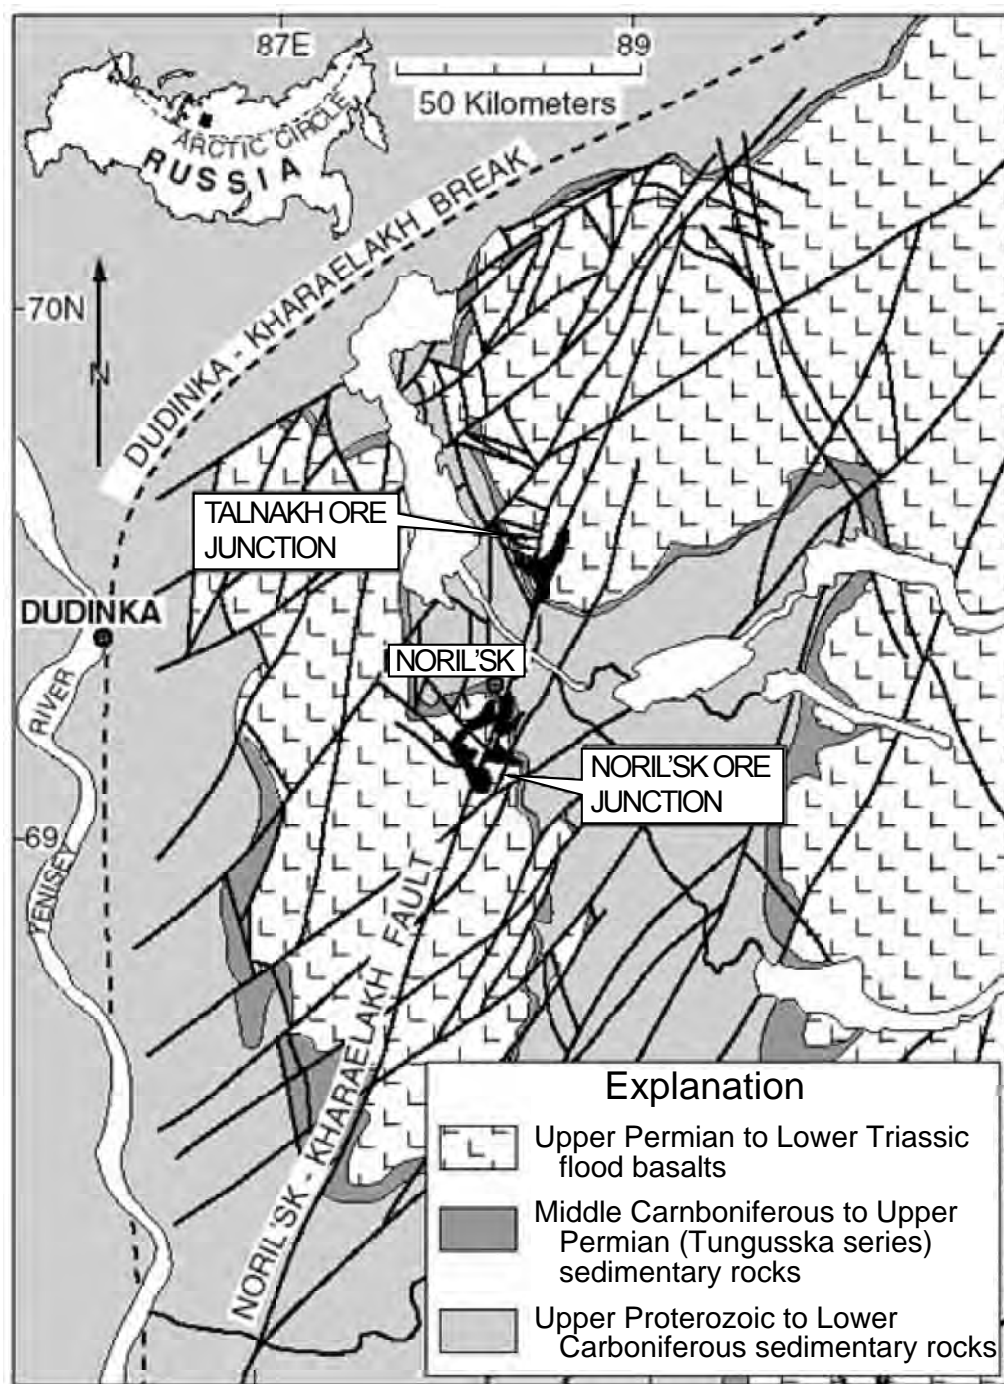 87E
89
50 Kilometers
ARCTIC CIRCLE
RUSSIA
DUDINKA - KHARAELAKH BREAK
70N
N
TALNAKH ORE
JUNCTION
DUDINKA
NORIL'SK
RIVER
NORIL'SK ORE
JUNCTION
69
YENISEY
NORIL'SK - KHARAELAKH FAULT
Explanation
Upper Permian to Lower Triassic
flood basalts
Middle Carnboniferous to Upper
Permian (Tungusska series)
sedimentary rocks
Upper Proterozoic to Lower
Carboniferous sedimentary rocks